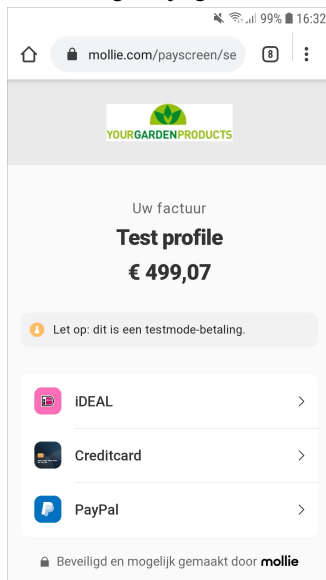 99% 16:32
mollie.com/payscreen/se
8
YOURGARDENPRODUCTS
Uw factuur
Test profile
€ 499,07
Let op: dit is een testmode-betaling.
iDEAL
Creditcard
PayPal
Beveiligd en mogelijk gemaakt door mollie